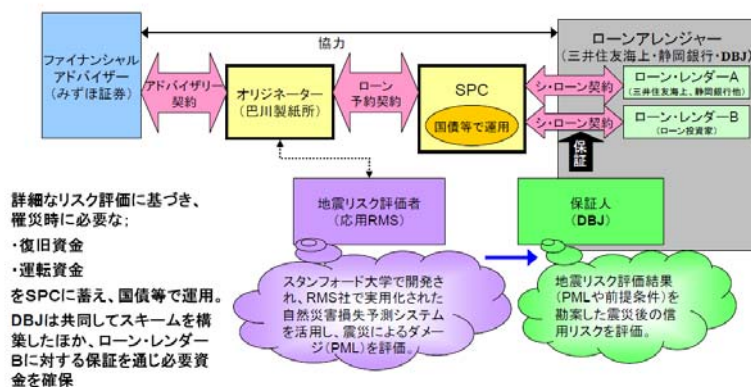 ファイナンシャル
アドバイザー
(みずほ証券)
協力
ローンアレンジャー
(三井住友海上・静岡銀行・DBJ)
アドバイザリー
契約
オリジネーター
(巴川製紙所)
ローン
予約契約
SPC
国債等で運用
シ・ローン契約
シ・ローン契約
ローン・レンダーA
(三井住友海上、静岡銀行他)
ローン・レンダーB
(ローン投資家)
保証
詳細なリスク評価に基づき、
罹災時に必要な;
・復旧資金
・運転資金
をSPCに蓄え、国債等で運用。
DBJは共同してスキームを構
築したほか、ローン・レンダー
Bに対する保証を通じ必要資
金を確保
地震リスク評価者
(応用RMS)
スタンフォード大学で開発さ
れ、RMS社で実用化された
自然災害損失予測システム
を活用し、震災によるダメー
ジ(PML)を評価。
保証人
(DBJ)
地震リスク評価結果
(PMLや前提条件)を
勘案した震災後の信
用リスクを評価。